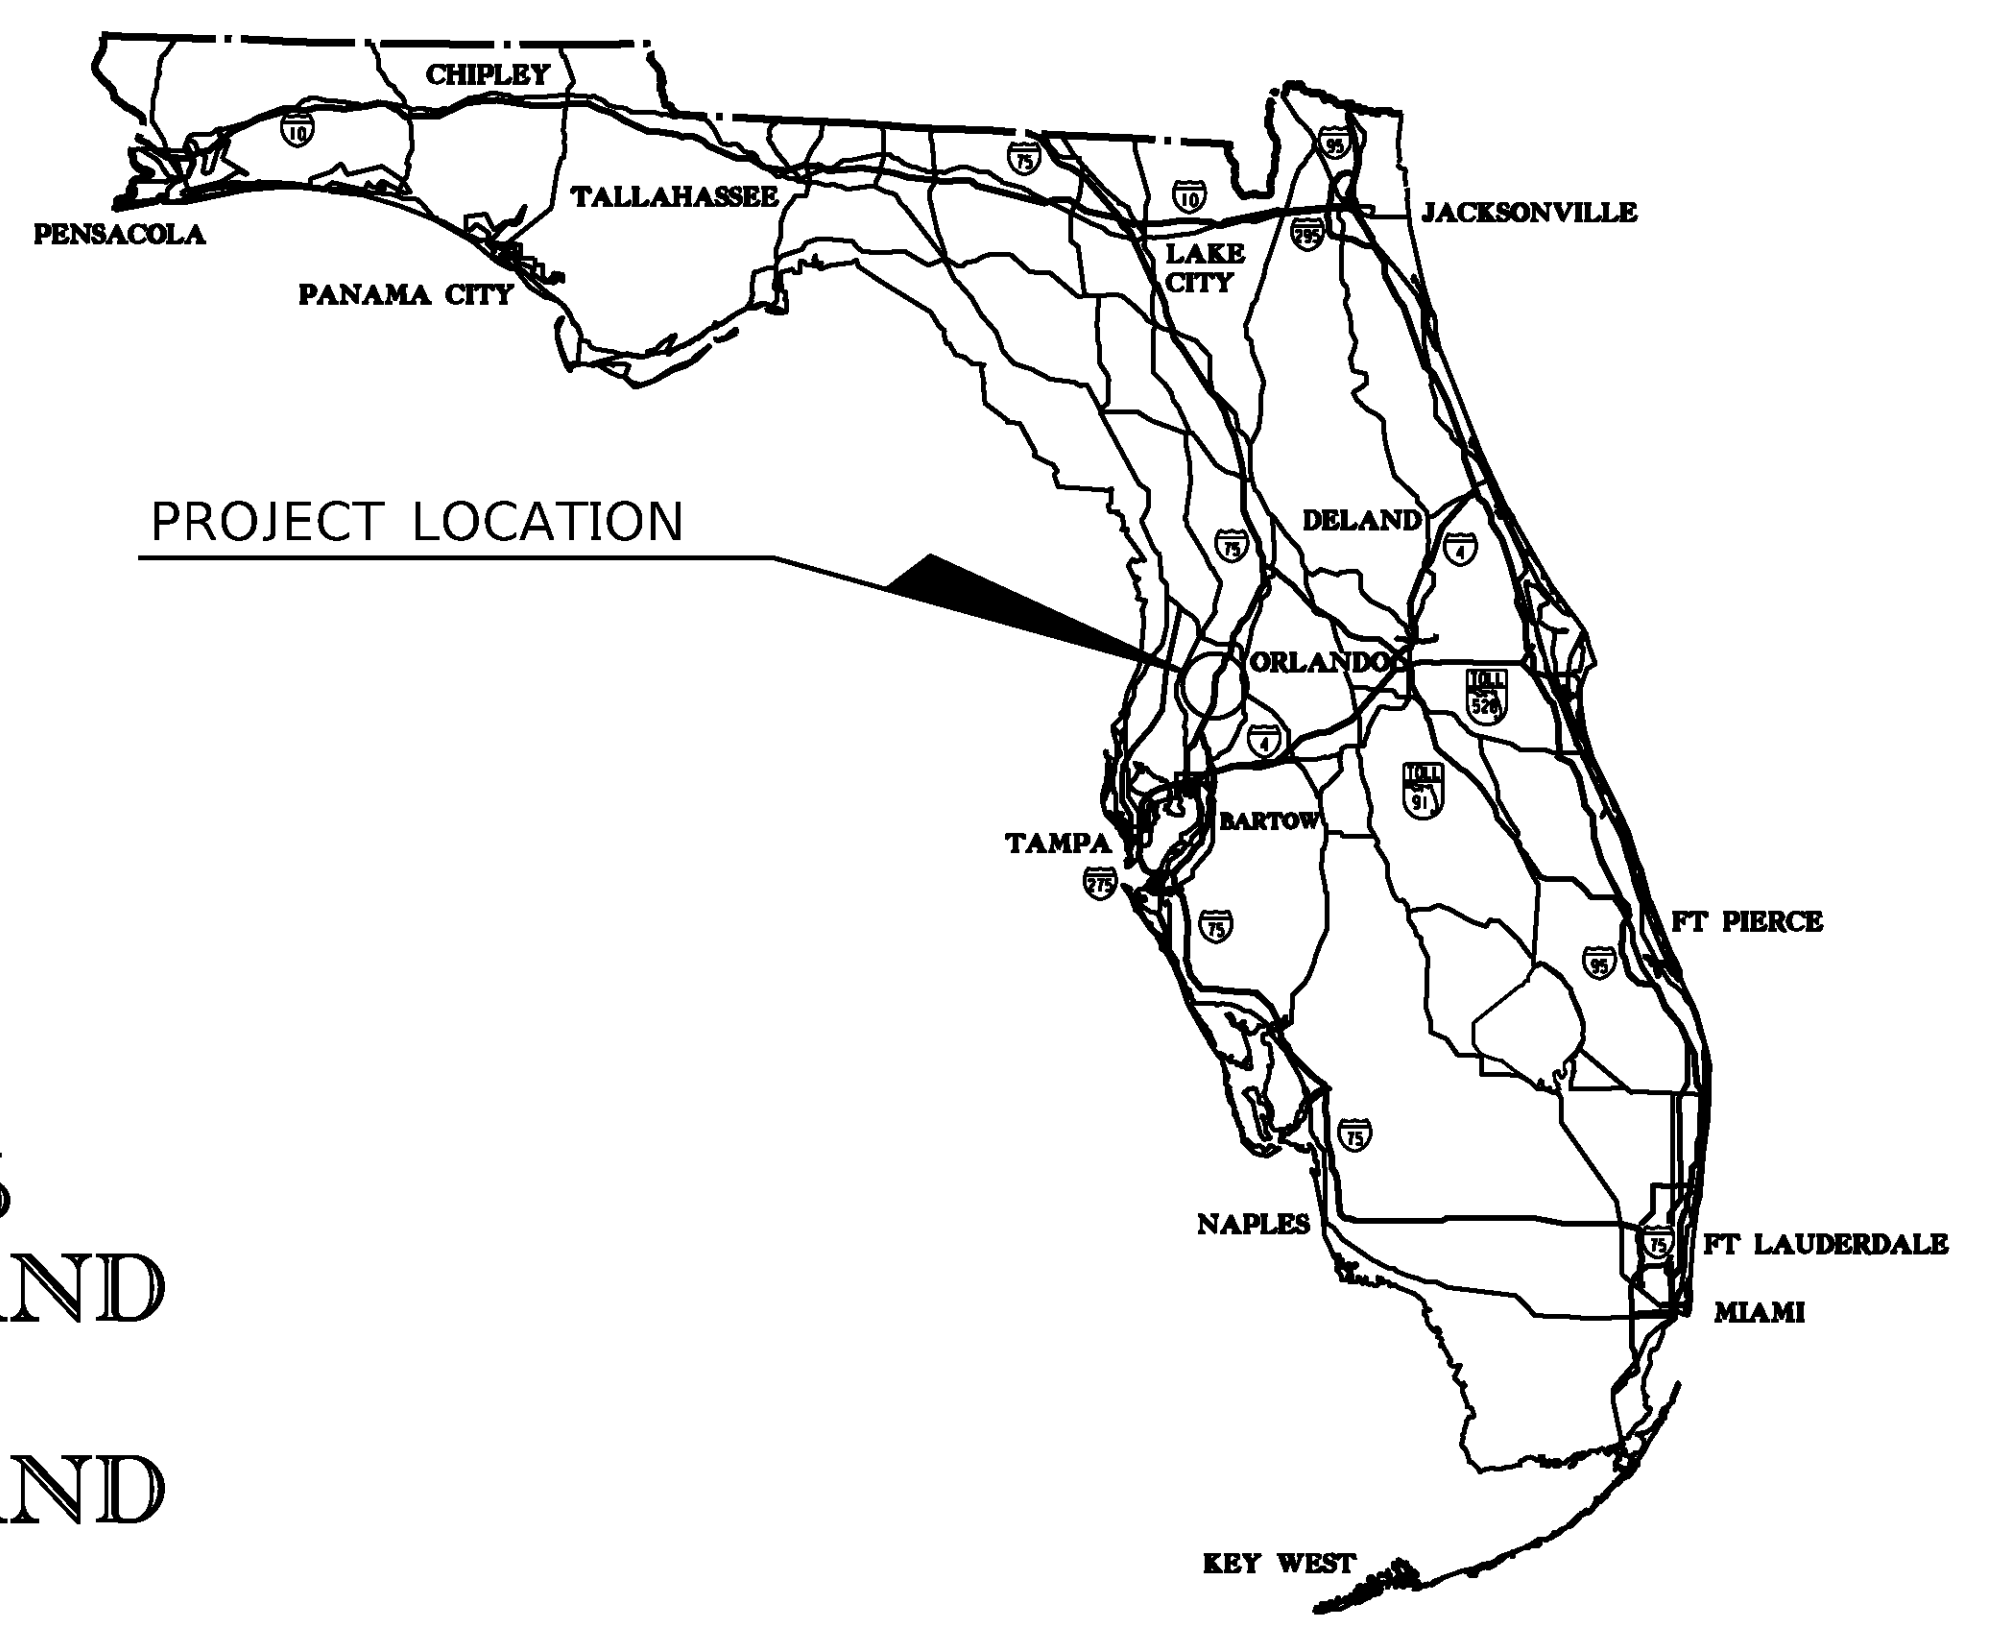 CHIPLEY
10
95
75
TALLAHASSEE
10
JACKSONVILLE
PENSACOLA
295
LAKE
CITY
PANAMA CITY
PROJECT LOCATION
DELAND
75
4
ORLANDO
TOLL
528
4
TOLL
91
BARTOW
TAMPA
275
75
FT PIERCE
95
75
NAPLES
75
FT LAUDERDALE
AND
MIAMI
AND
KEY WEST